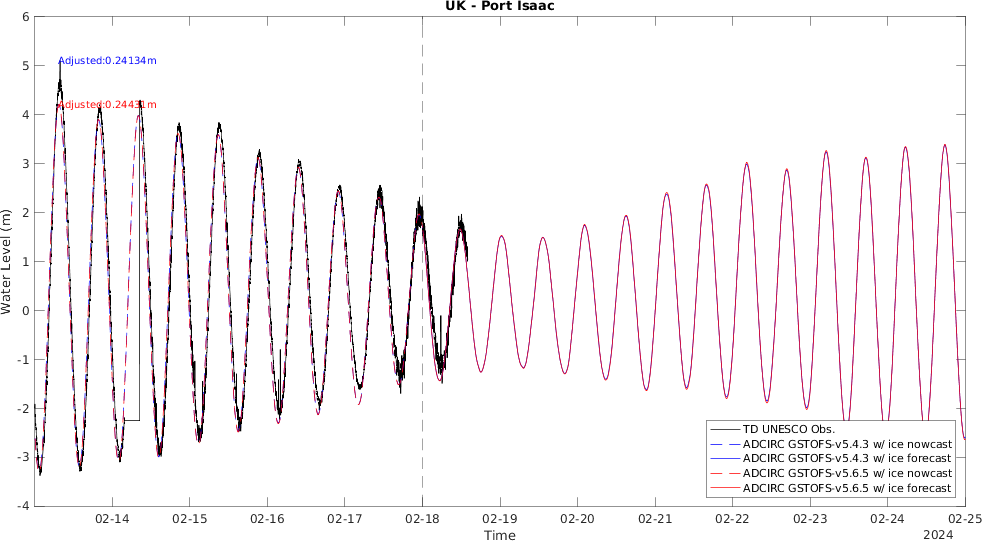 UK - Port Isaac
6
5
4
3
2
1
0
-1
-2
-3
-4
Water Level (m)
Adjusted:0.24134m
Adjusted:0.24431m
TD UNESCO Obs.
ADCIRC GSTOFS-v5.4.3 w/ ice nowcast
ADCIRC GSTOFS-v5.4.3 w/ ice forecast
ADCIRC GSTOFS-v5.6.5 w/ ice nowcast
ADCIRC GSTOFS-v5.6.5 w/ ice forecast
02-14 02-15 02-16 02-17 02-18 02-19 02-20 02-21 02-22 02-23 02-24 02-25
Time
2024